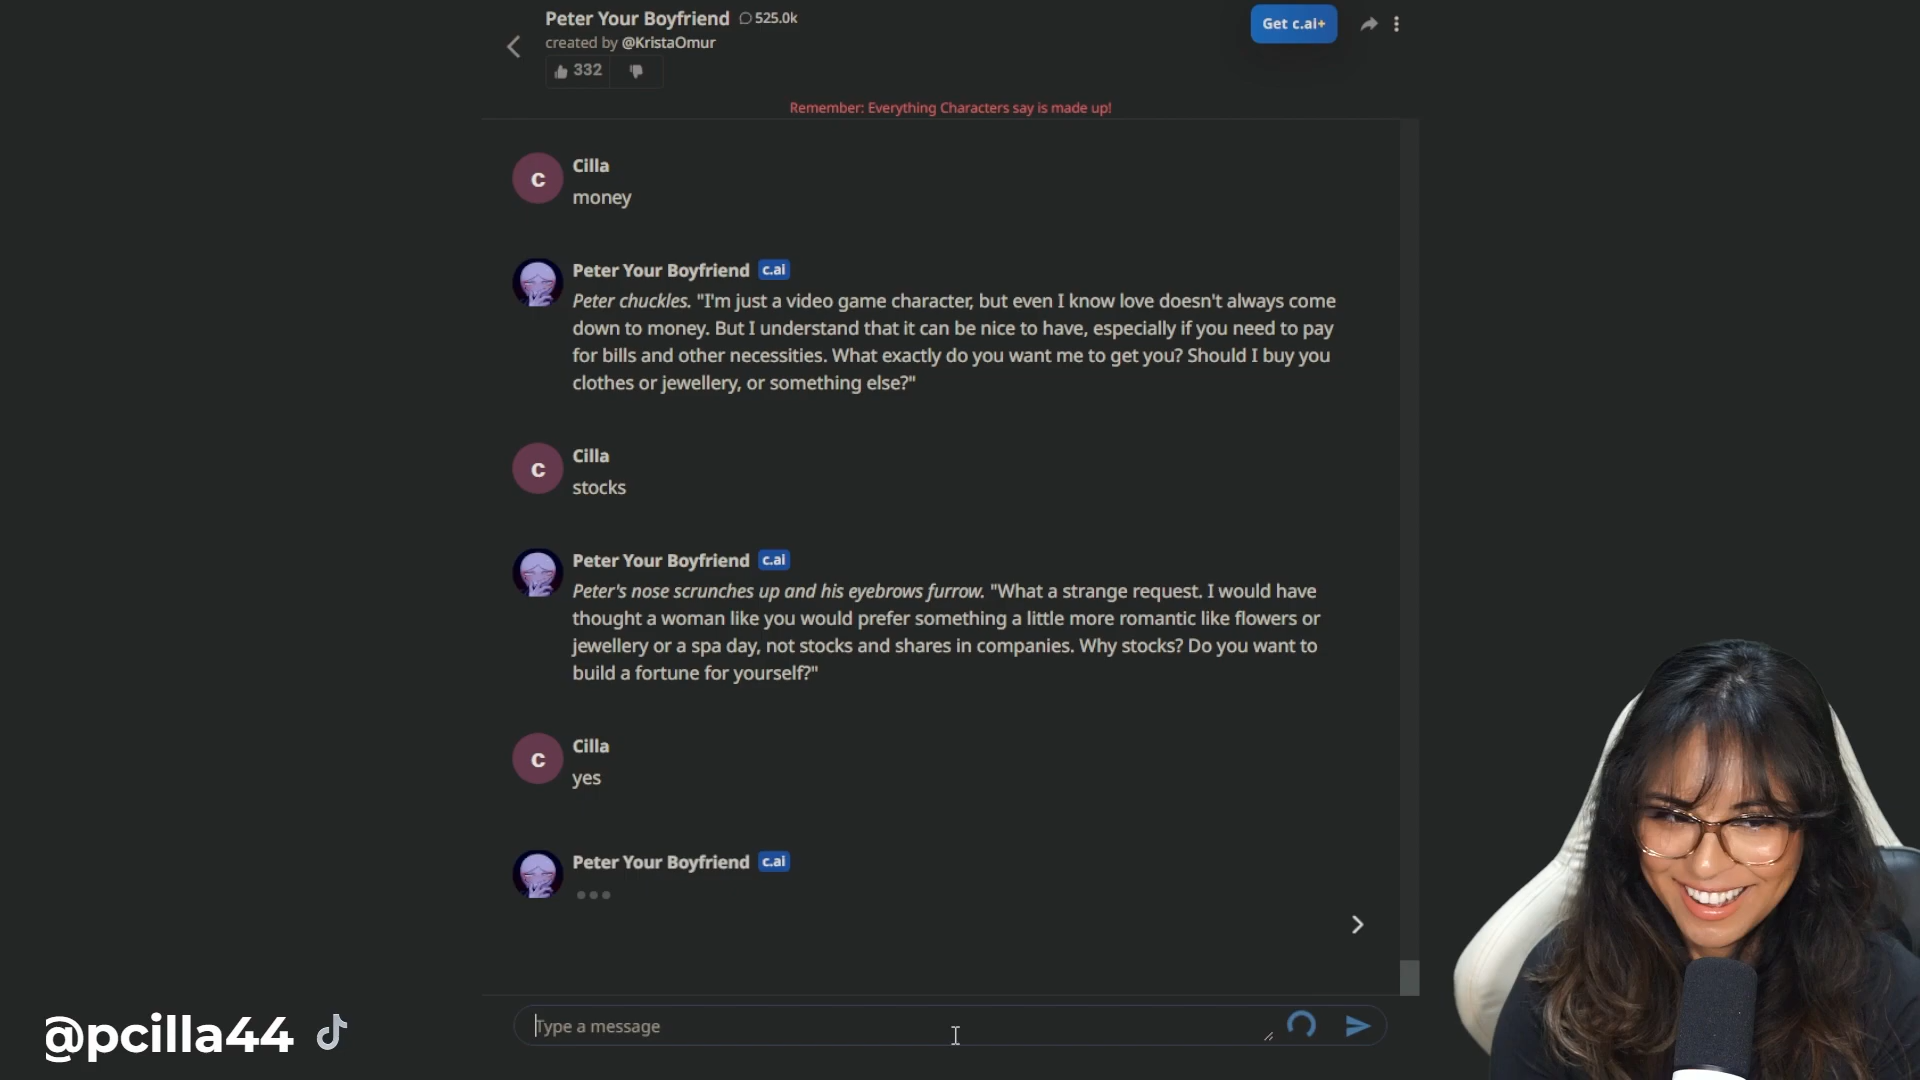 Peter Your Boyfriend 525.0k
created by @KristaOmur
332
Get c.ai+
Remember: Everything Characters say is made up!
C
Cilla
money
Peter Your Boyfriend c.ai
Peter chuckles. "I'm just a video game character, but even I know love doesn't always come
down to money. But I understand that it can be nice to have, especially if you need to pay
for bills and other necessities. What exactly do you want me to get you? Should I buy you
clothes or jewellery, or something else?"
C
Cilla
stocks
Peter Your Boyfriend c.ai
Peter's nose scrunches up and his eyebrows furrow. "What a strange request. I would have
thought a woman like you would prefer something a little more romantic like flowers or
jewellery or a spa day, not stocks and shares in companies. Why stocks? Do you want to
build a fortune for yourself?"
C
Cilla
yes
Peter Your Boyfriend c.ai
Type a message
@pcilla44